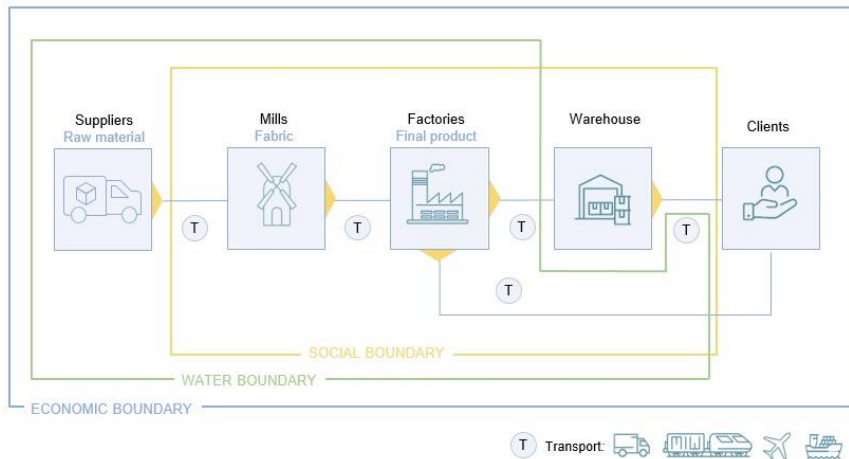 Suppliers
Raw material
Mills
Fabric
Factories
Final product
Warehouse
Clients
T
T
T
T
T
SOCIAL BOUNDARY
WATER BOUNDARY
ECONOMIC BOUNDARY
T Transport: